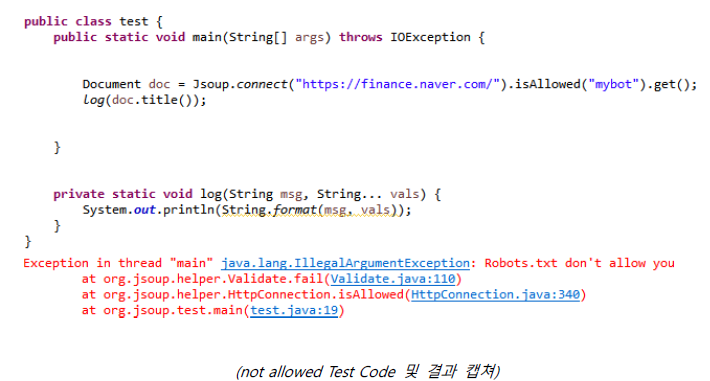 public class test {
public static void main(String[] args) throws IOException {
Document doc = Jsoup.connect("https://finance.naver.com/").isAllowed("mybot").get();
log(doc.title());
}
private static void log(String msg, String... vals) {
System.out.println(String.format(msg, vals));
}
}
Exception in thread "main" java.lang.IllegalArgumentException: Robots.txt don't allow you
at org.jsoup.helper.Validate.fail(Validate.java:110)
at org.jsoup.helper.HttpConnection.isAllowed(HttpConnection.java:340)
at org.jsoup.test.main(test.java:19)
(not allowed Test Code 및 결과 캡쳐)